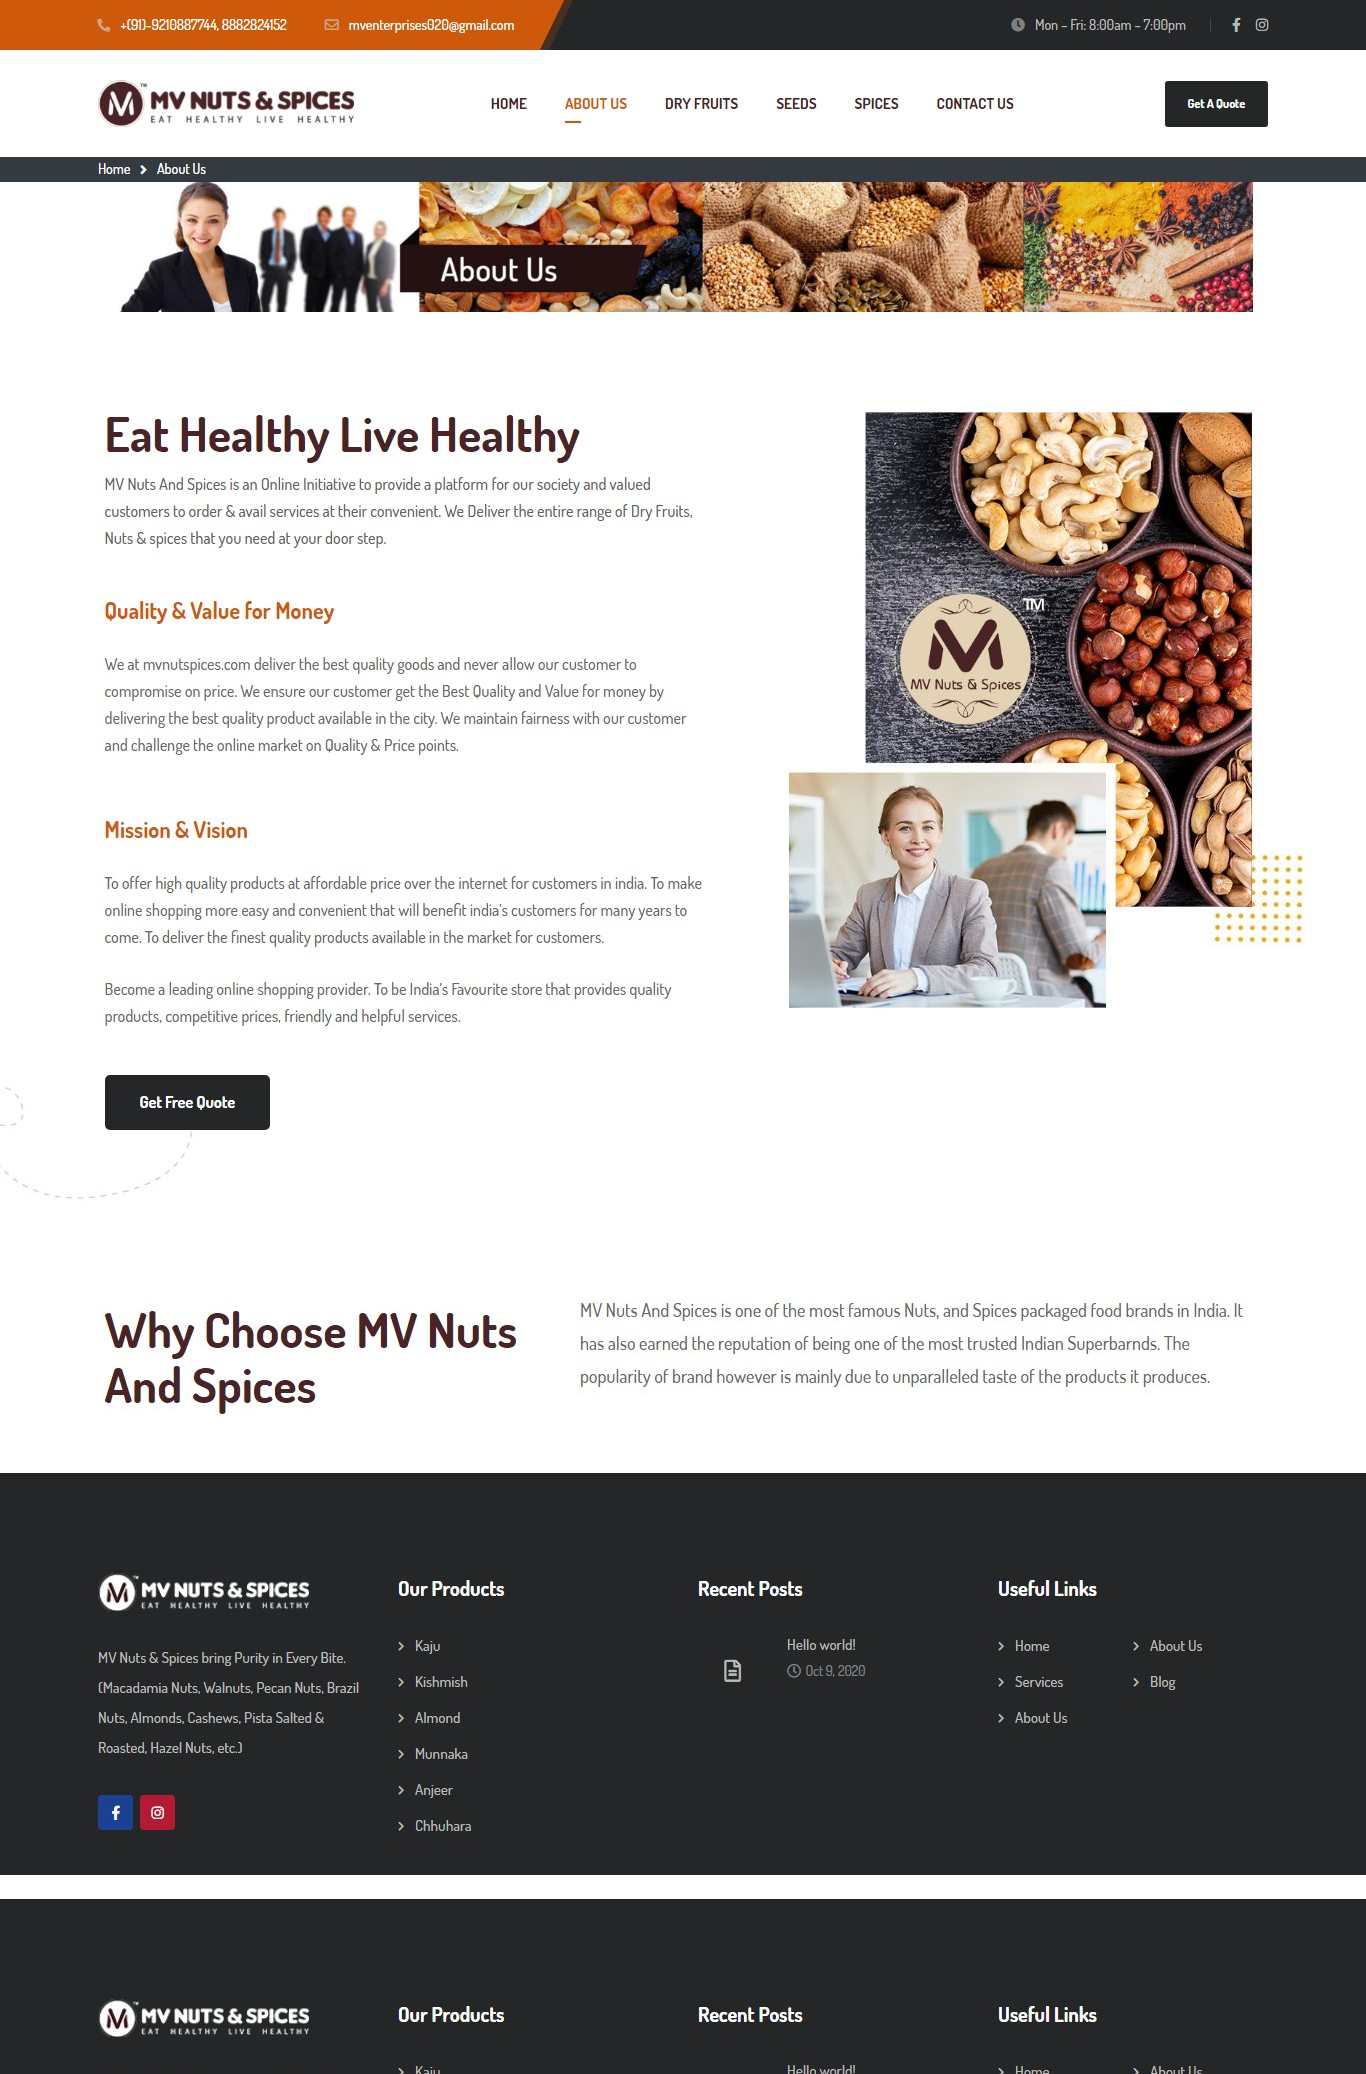 +(91)-9210887744, 8882824152
mventerprises020@gmail.com
Mon – Fri: 8:00am – 7:00pm
MV NUTS & SPICES™
EAT HEALTHY LIVE HEALTHY
HOME
ABOUT US
DRY FRUITS
SEEDS
SPICES
CONTACT US
Get A Quote
Home
About Us
About Us
Eat Healthy Live Healthy
MV Nuts And Spices is an Online Initiative to provide a platform for our society and valued
customers to order & avail services at their convenient. We Deliver the entire range of Dry Fruits,
Nuts & spices that you need at your door step.
Quality & Value for Money
We at mvnutspices.com deliver the best quality goods and never allow our customer to
compromise on price. We ensure our customer get the Best Quality and Value for money by
delivering the best quality product available in the city. We maintain fairness with our customer
and challenge the online market on Quality & Price points.
Mission & Vision
To offer high quality products at affordable price over the internet for customers in india. To make
online shopping more easy and convenient that will benefit india’s customers for many years to
come. To deliver the finest quality products available in the market for customers.
Become a leading online shopping provider. To be India’s Favourite store that provides quality
products, competitive prices, friendly and helpful services.
Get Free Quote
TM
M
MV Nuts & Spices
Why Choose MV Nuts
And Spices
MV Nuts And Spices is one of the most famous Nuts, and Spices packaged food brands in India. It
has also earned the reputation of being one of the most trusted Indian Superbarnds. The
popularity of brand however is mainly due to unparalleled taste of the products it produces.
MV NUTS & SPICES™
EAT HEALTHY LIVE HEALTHY
MV Nuts & Spices bring Purity in Every Bite.
(Macadamia Nuts, Walnuts, Pecan Nuts, Brazil
Nuts, Almonds, Cashews, Pista Salted &
Roasted, Hazel Nuts, etc.)
Our Products
Kaju
Kishmish
Almond
Munnaka
Anjeer
Chhuhara
Recent Posts
Hello world!
Oct 9, 2020
Useful Links
Home
About Us
Services
Blog
About Us
MV NUTS & SPICES™
EAT HEALTHY LIVE HEALTHY
Our Products
Kaju
Recent Posts
Hello world!
Useful Links
Home
About Us